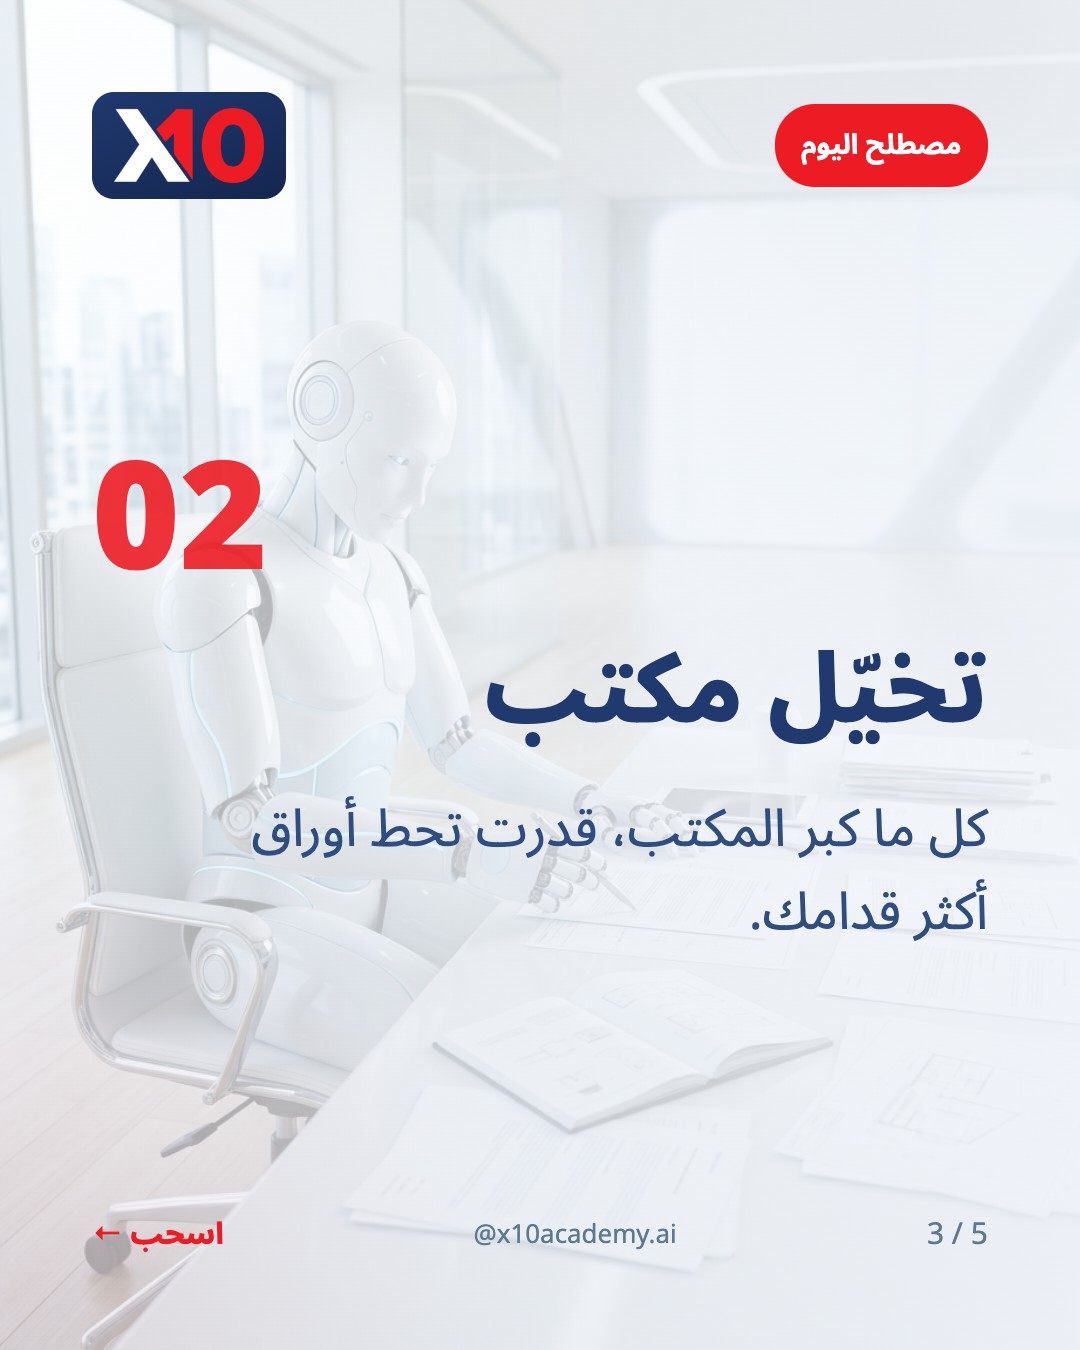 X10
مصطلح اليوم
02
تخيّل مكتب
كل ما كبر المكتب، قدرت تحط أوراق
أكثر قدامك.
اسحب ←
@x10academy.ai
3 / 5